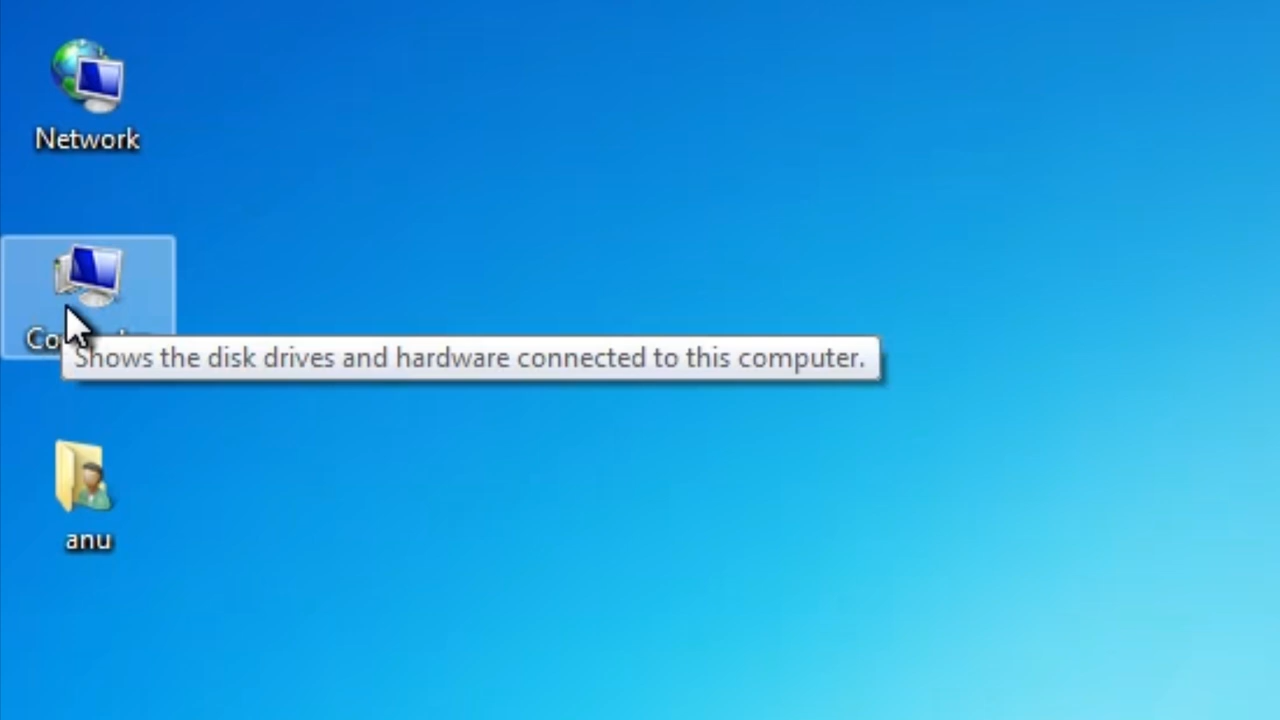 Network
Shows the disk drives and hardware connected to this computer.
anu